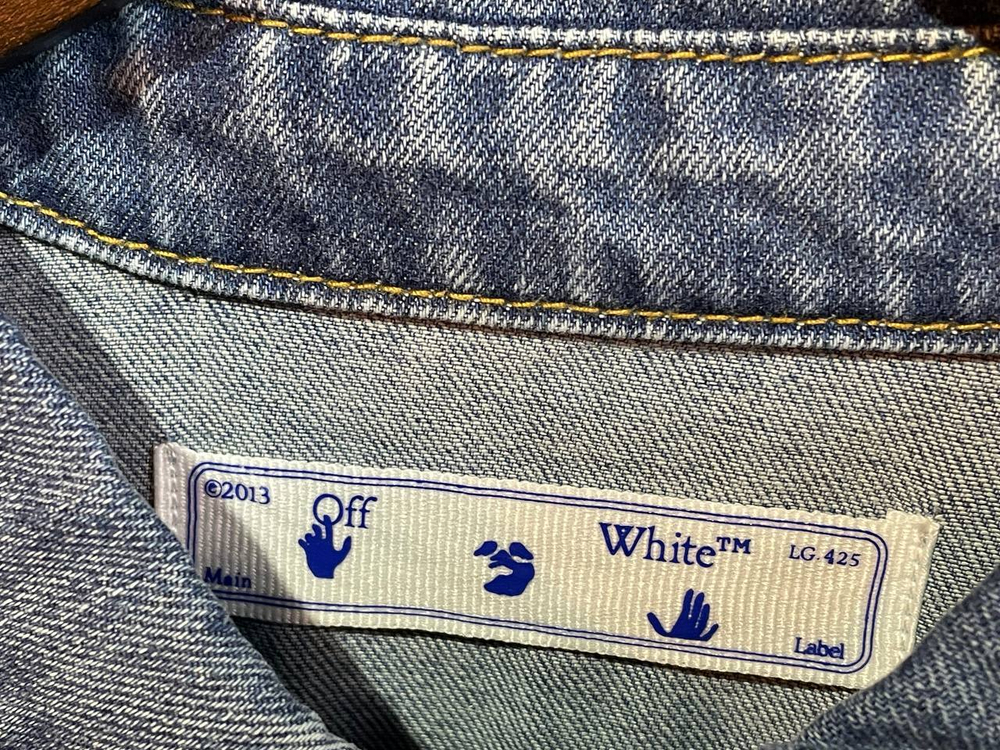 ©2013 Off White™ LG.425
Main Label